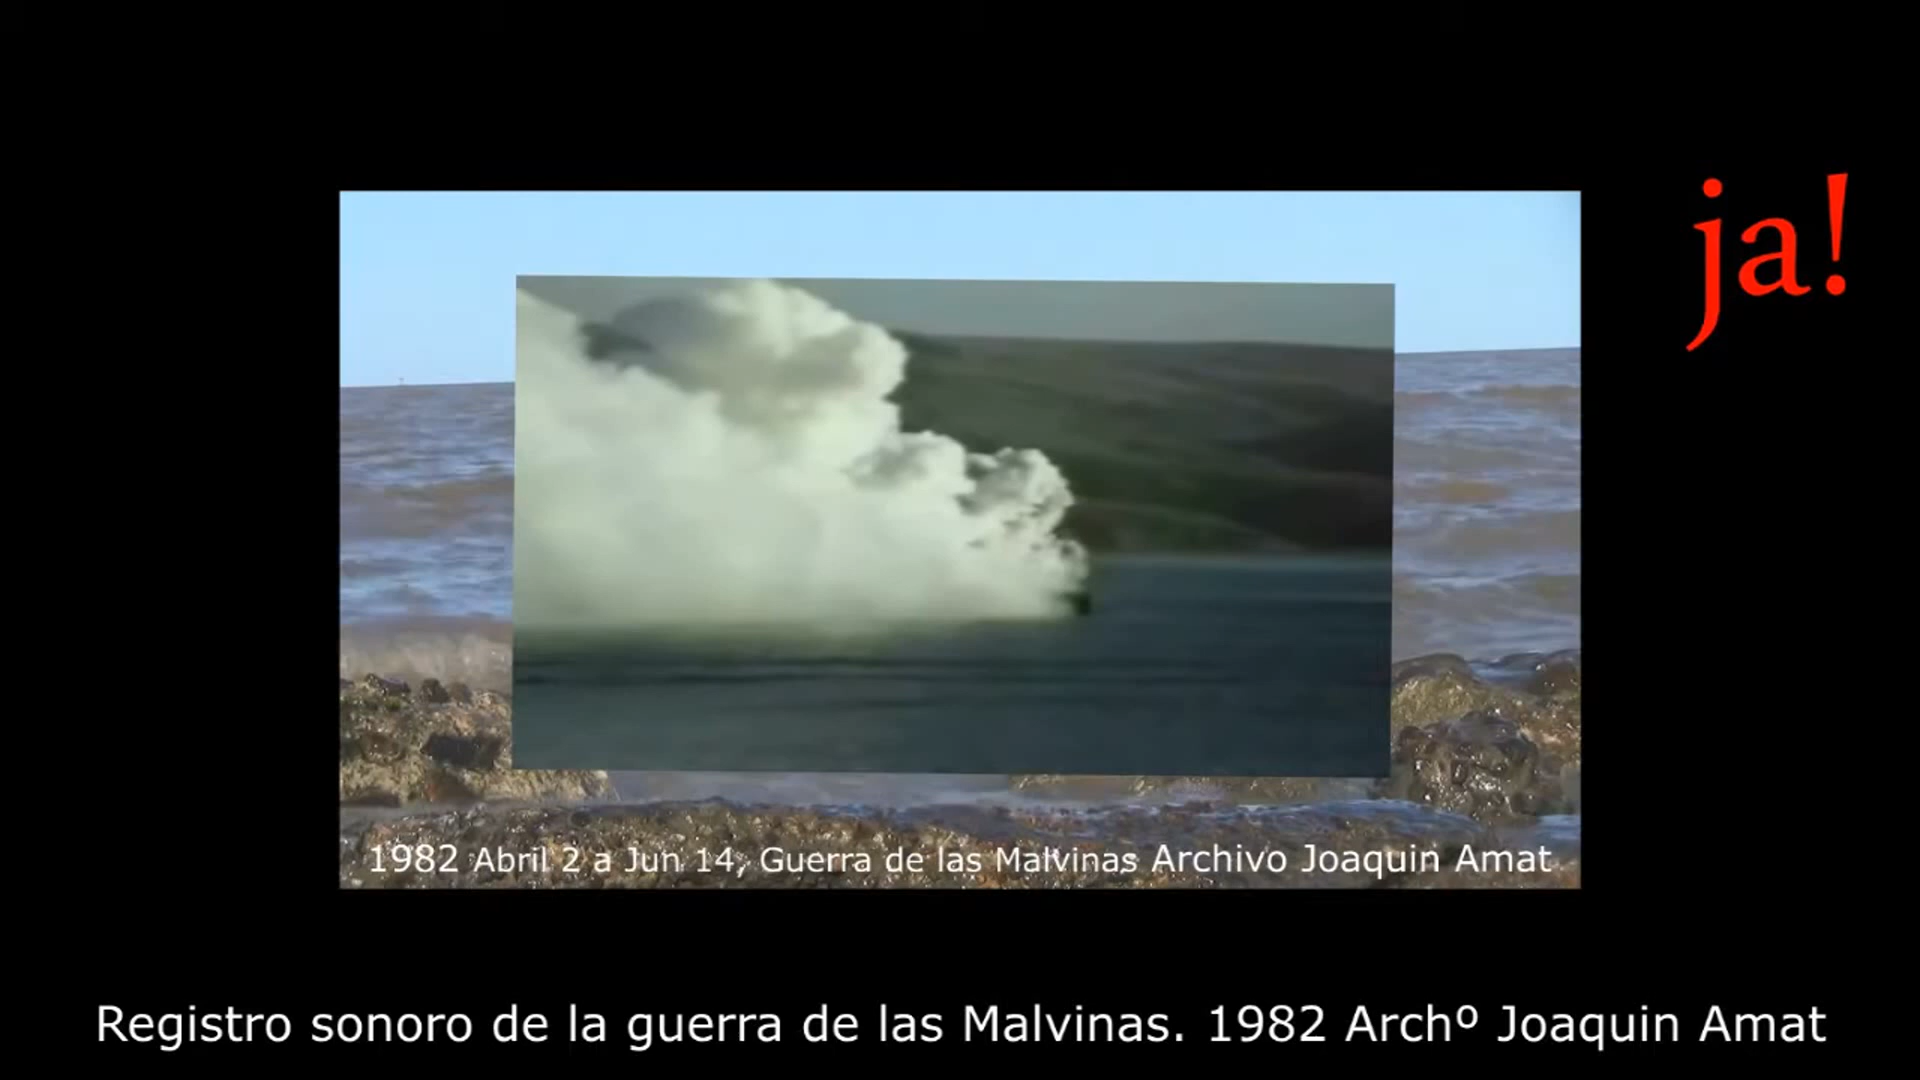 ja!
1982 Abril 2 a Jun 14, Guerra de las Malvinas Archivo Joaquin Amat
Registro sonoro de la guerra de las Malvinas. 1982 Archº Joaquin Amat